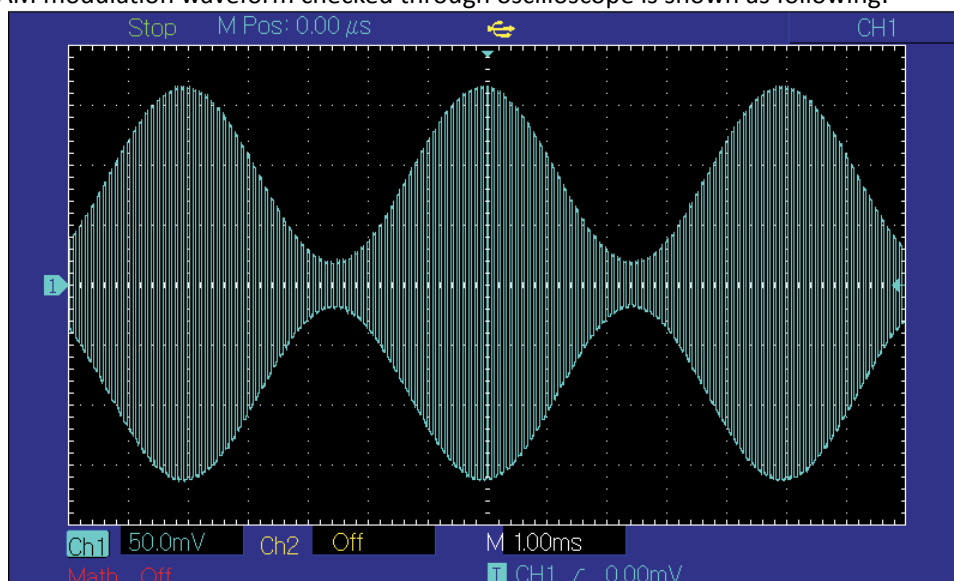 AM modulation waveform checked through oscilloscope is shown as following:
Stop M Pos: 0.00 μs CH1
1
Ch1 50.0mV Ch2 Off M 1.00ms
Math Off T CH1 0.00mV